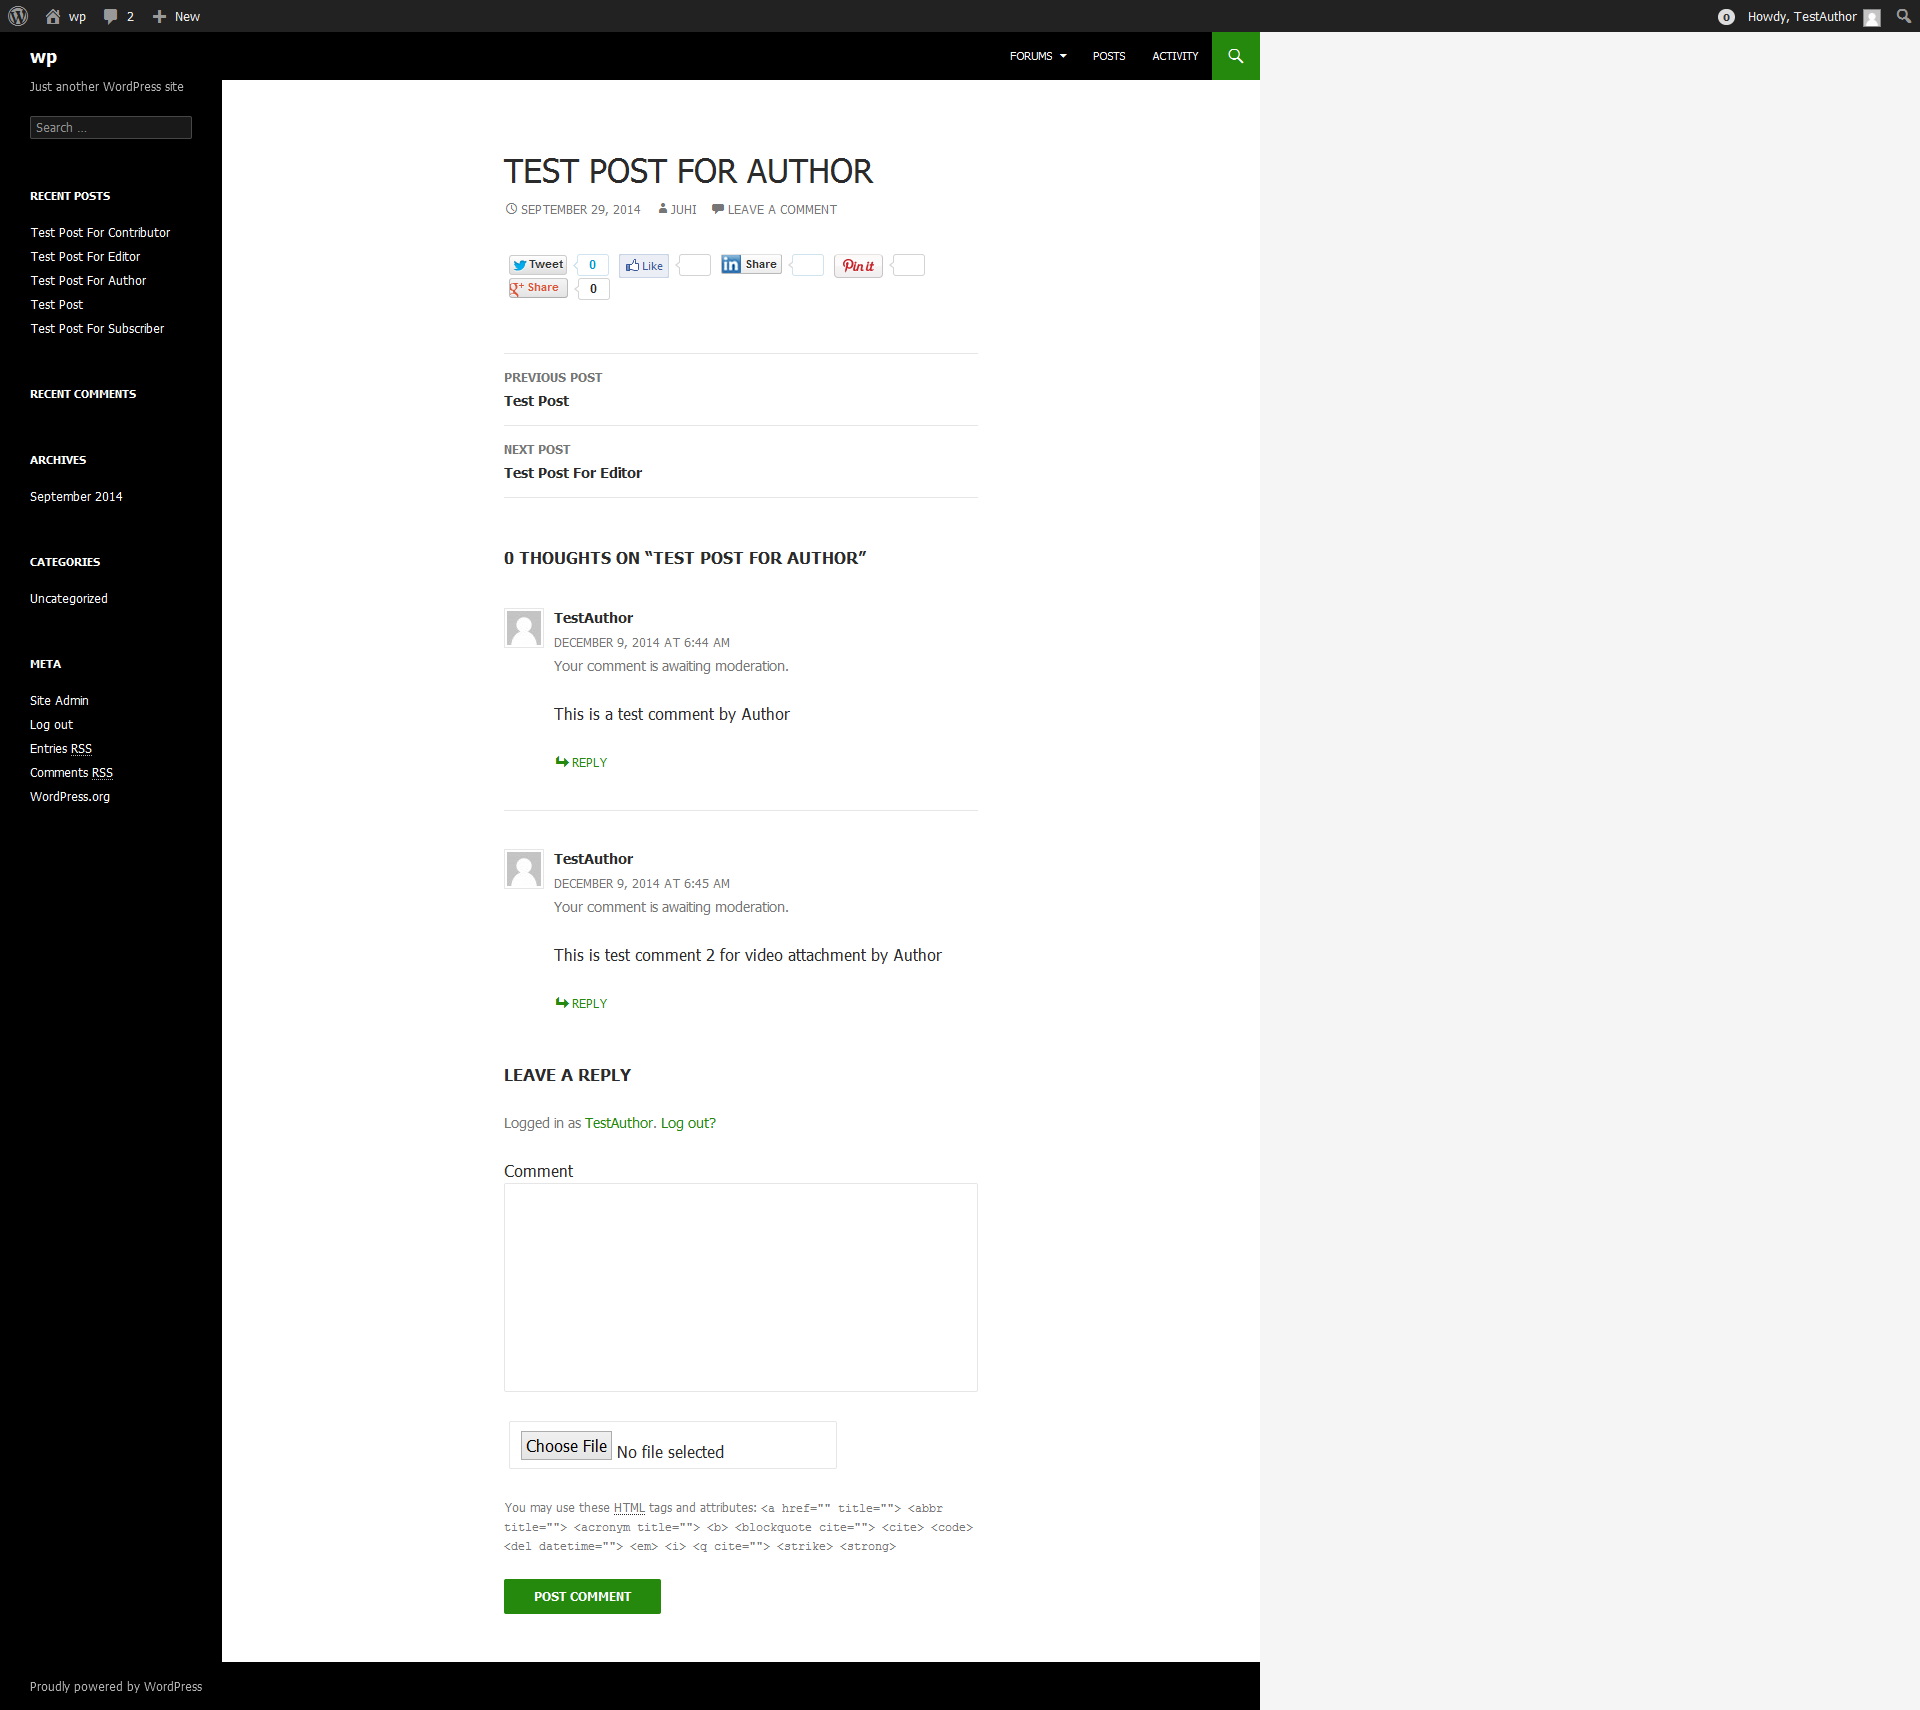 wp 2 New 0 Howdy, TestAuthor
wp
Just another WordPress site
FORUMS POSTS ACTIVITY
Search ...
RECENT POSTS
Test Post For Contributor
Test Post For Editor
Test Post For Author
Test Post
Test Post For Subscriber
RECENT COMMENTS
ARCHIVES
September 2014
CATEGORIES
Uncategorized
META
Site Admin
Log out
Entries RSS
Comments RSS
WordPress.org
TEST POST FOR AUTHOR
SEPTEMBER 29, 2014 JUHI LEAVE A COMMENT
Tweet 0 Like in Share Pin it
g+ Share 0
PREVIOUS POST
Test Post
NEXT POST
Test Post For Editor
0 THOUGHTS ON “TEST POST FOR AUTHOR”
TestAuthor
DECEMBER 9, 2014 AT 6:44 AM
Your comment is awaiting moderation.
This is a test comment by Author
REPLY
TestAuthor
DECEMBER 9, 2014 AT 6:45 AM
Your comment is awaiting moderation.
This is test comment 2 for video attachment by Author
REPLY
LEAVE A REPLY
Logged in as TestAuthor. Log out?
Comment
Choose File No file selected
You may use these HTML tags and attributes: <a href="" title=""> <abbr
title=""> <acronym title=""> <b> <blockquote cite=""> <cite> <code>
<del datetime=""> <em> <i> <q cite=""> <strike> <strong>
POST COMMENT
Proudly powered by WordPress